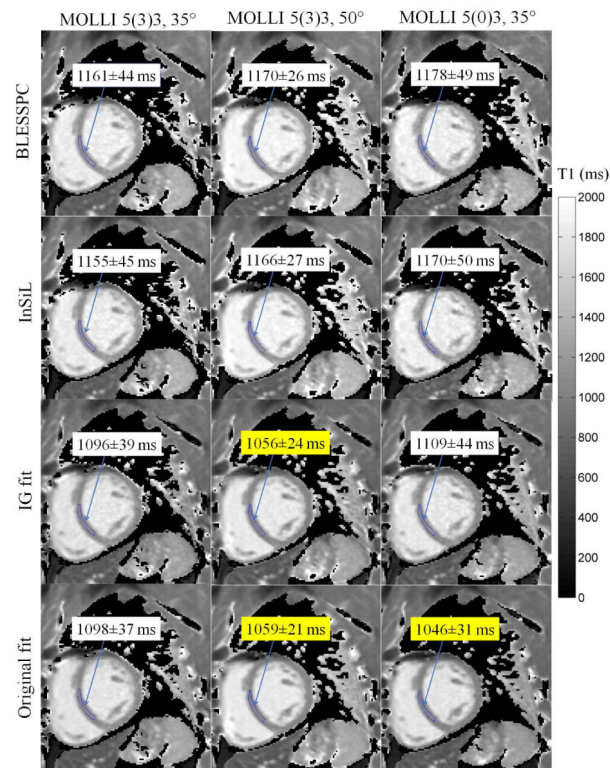 MOLLI 5(3)3, 35° MOLLI 5(3)3, 50° MOLLI 5(0)3, 35°
BLESSPC
1161±44 ms 1170±26 ms 1178±49 ms
T1 (ms)
2000
1800
1600
1400
1200
1000
800
600
400
200
0
InSiL
1155±45 ms 1166±27 ms 1170±50 ms
IG fit
1096±39 ms 1056±24 ms 1109±44 ms
Original fit
1098±37 ms 1059±21 ms 1046±31 ms